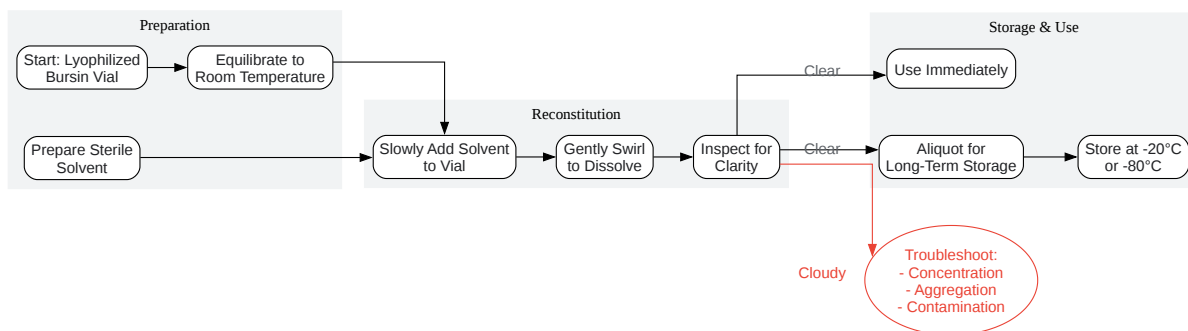 Preparation
Start: Lyophilized
Bursin Vial
Equilibrate to
Room Temperature
Prepare Sterile
Solvent
Reconstitution
Slowly Add Solvent
to Vial
Gently Swirl
to Dissolve
Inspect for
Clarity
Clear
Clear
Cloudy
Storage & Use
Use Immediately
Aliquot for
Long-Term Storage
Store at -20°C
or -80°C
Troubleshoot:
- Concentration
- Aggregation
- Contamination